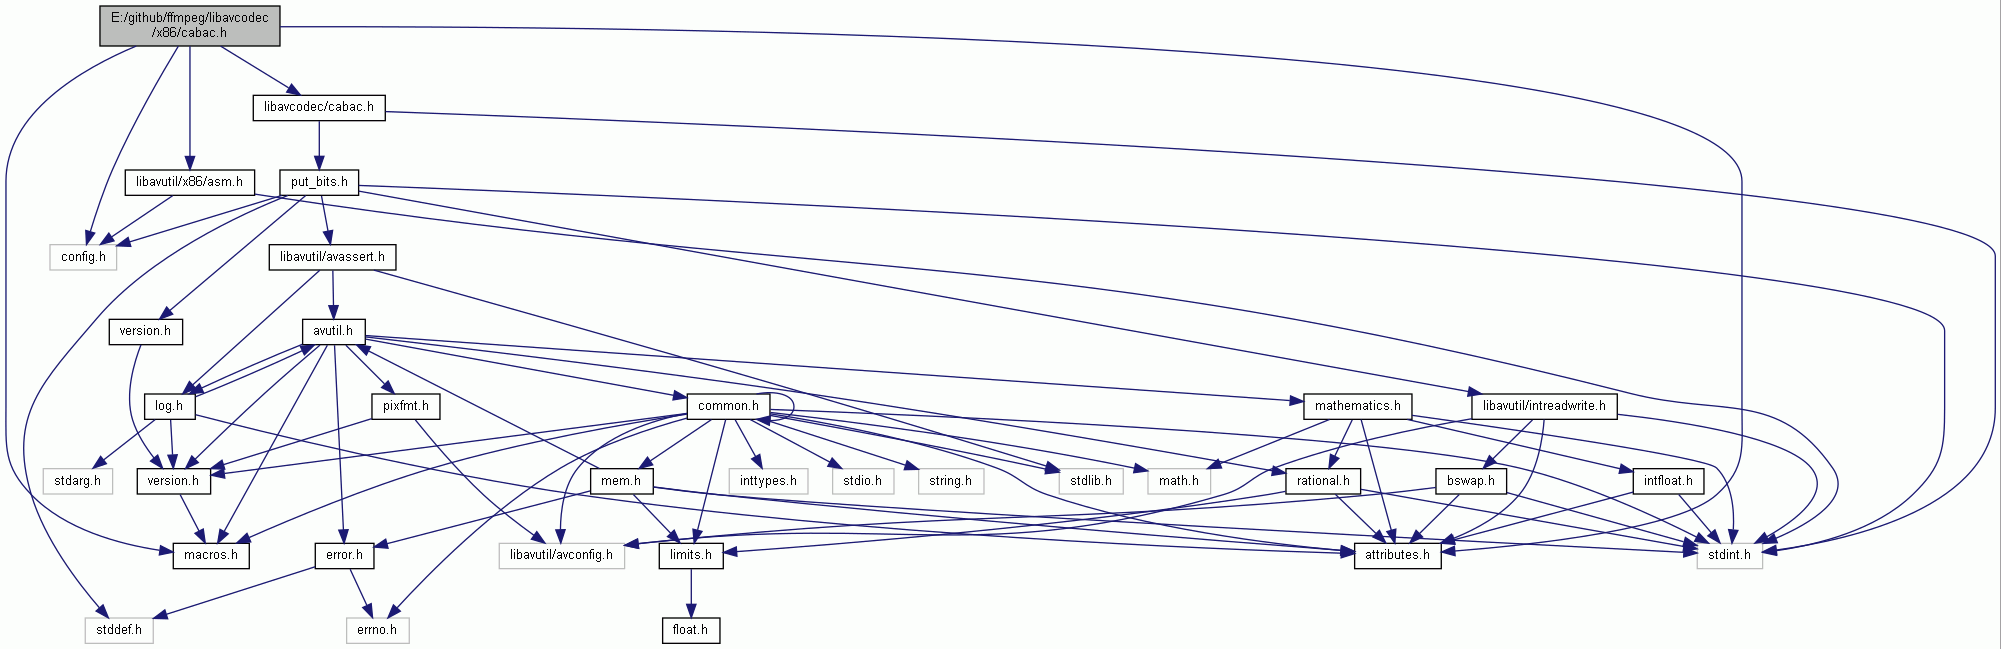 E:/github/ffmpeg/libavcodec
/x86/cabac.h
libavcodec/cabac.h
libavutil/x86/asm.h
put_bits.h
config.h
libavutil/avassert.h
version.h
avutil.h
log.h
pixfmt.h
common.h
mathematics.h
libavutil/intreadwrite.h
stdarg.h
version.h
mem.h
inttypes.h
stdio.h
string.h
stdlib.h
math.h
rational.h
bswap.h
intfloat.h
macros.h
error.h
libavutil/avconfig.h
limits.h
attributes.h
stdint.h
stddef.h
errno.h
float.h